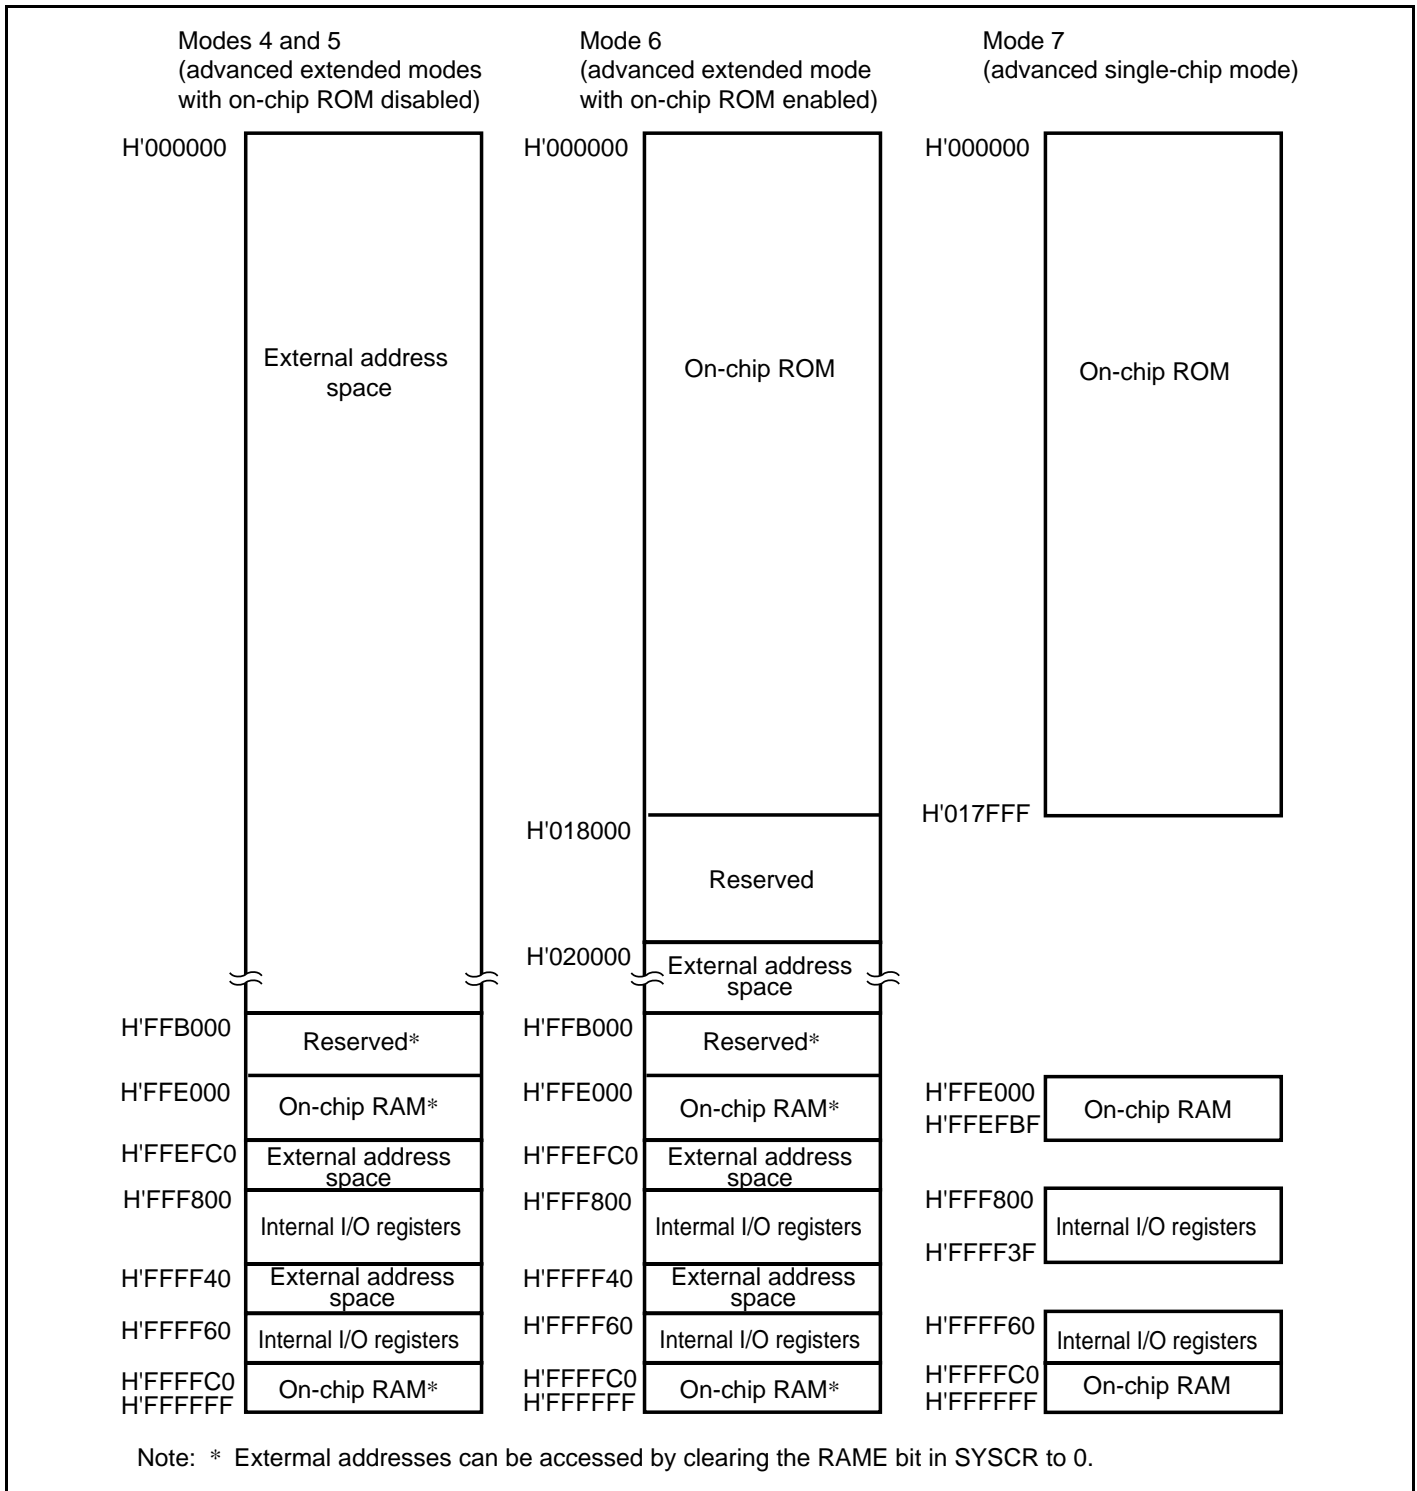 Modes 4 and 5
(advanced extended modes
with on-chip ROM disabled)
H'000000
External address
space
H'FFB000
Reserved*
H'FFE000
On-chip RAM*
H'FFEFC0
External address
space
H'FFF800
Internal I/O registers
H'FFFF40
External address
space
H'FFFF60
Internal I/O registers
H'FFFFC0
On-chip RAM*
H'FFFFFF
Mode 6
(advanced extended mode
with on-chip ROM enabled)
H'000000
On-chip ROM
H'018000
Reserved
H'020000
External address
space
H'FFB000
Reserved*
H'FFE000
On-chip RAM*
H'FFEFC0
External address
space
H'FFF800
Intermal I/O registers
H'FFFF40
External address
space
H'FFFF60
Internal I/O registers
H'FFFFC0
On-chip RAM*
H'FFFFFF
Mode 7
(advanced single-chip mode)
H'000000
On-chip ROM
H'017FFF
H'FFE000
On-chip RAM
H'FFEFBF
H'FFF800
Internal I/O registers
H'FFFF3F
H'FFFF60
Internal I/O registers
H'FFFFC0
On-chip RAM
H'FFFFFF
Note: * Extermal addresses can be accessed by clearing the RAME bit in SYSCR to 0.